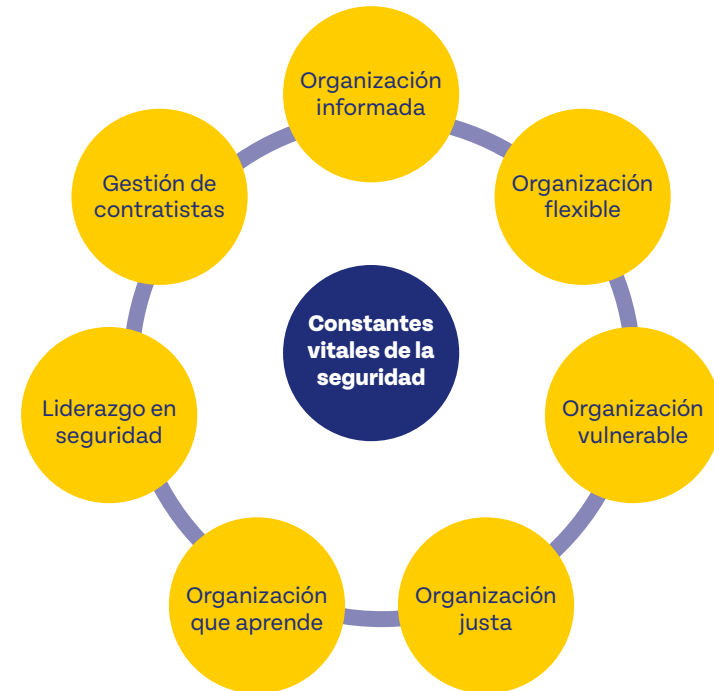 Organización
informada
Organización
flexible
Organización
vulnerable
Organización
justa
Organización
que aprende
Liderazgo en
seguridad
Gestión de
contratistas
Constantes
vitales de la
seguridad